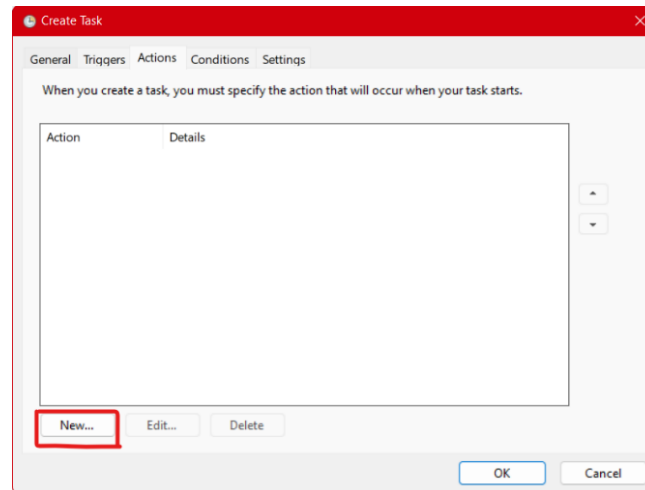 Create Task
General Triggers Actions Conditions Settings
When you create a task, you must specify the action that will occur when your task starts.
Action Details
New... Edit... Delete
OK Cancel